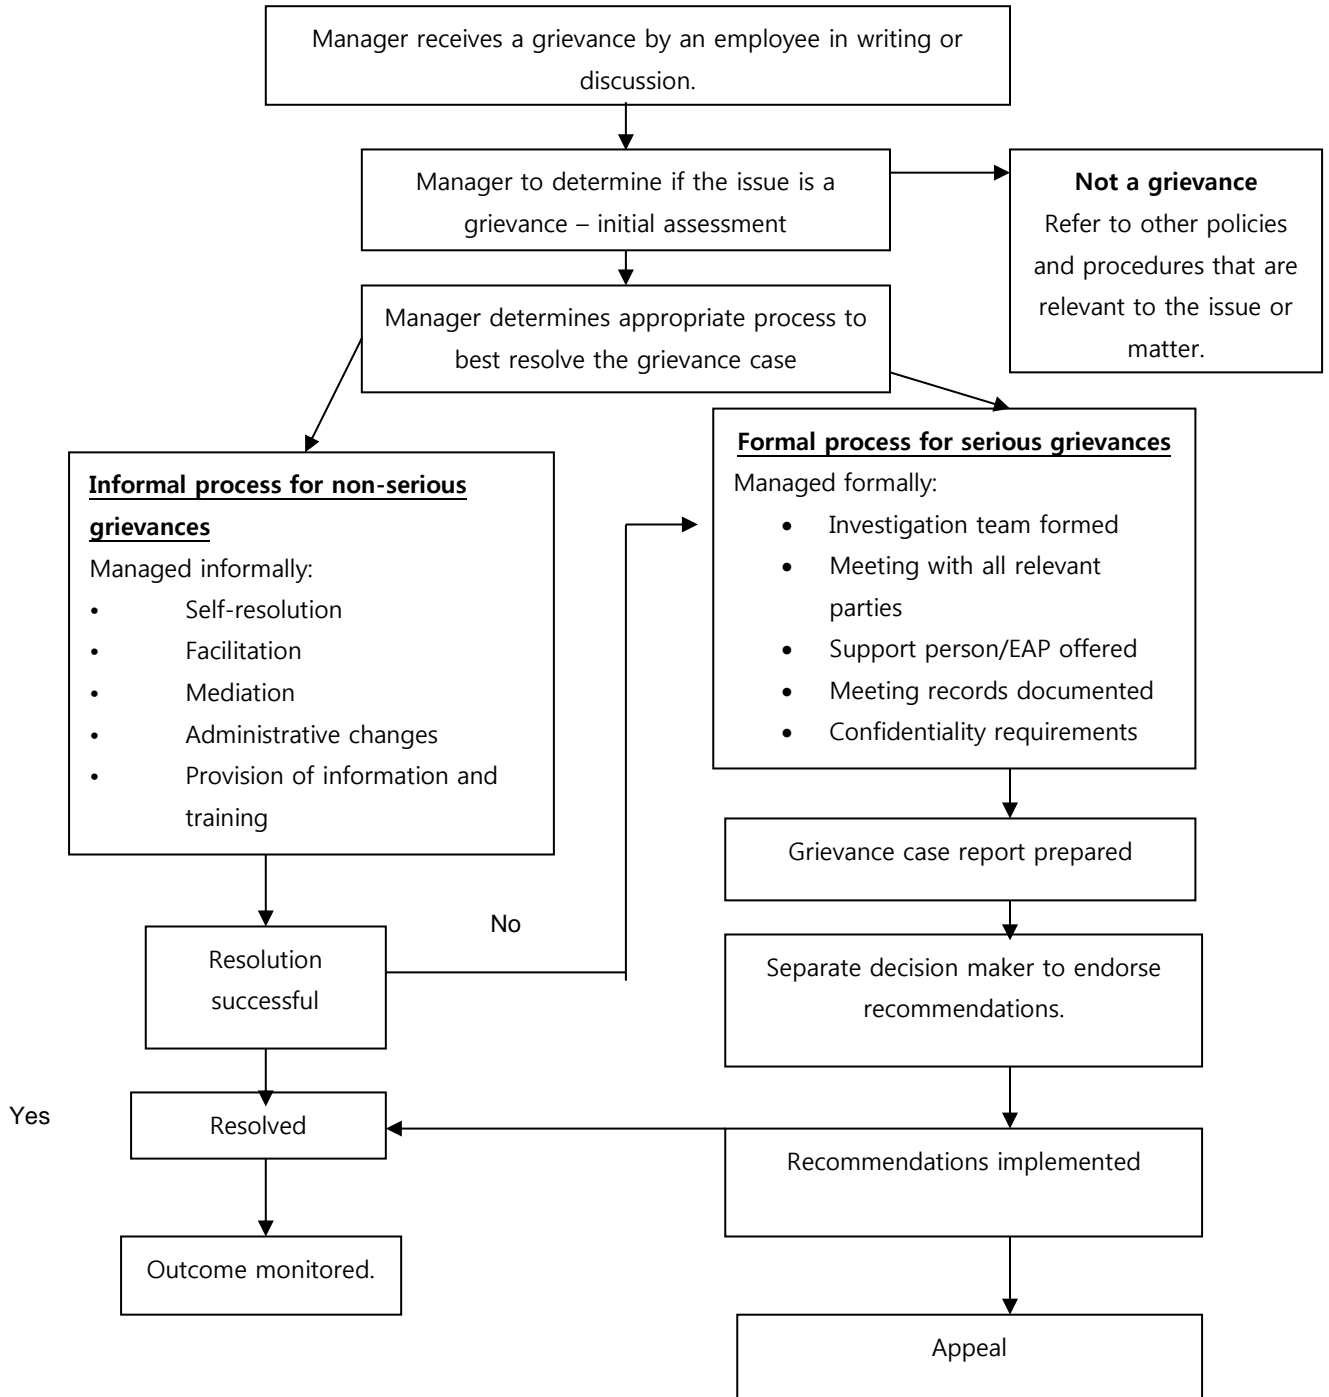 Manager receives a grievance by an employee in writing or
discussion.
Manager to determine if the issue is a
grievance – initial assessment
Not a grievance
Refer to other policies
and procedures that are
relevant to the issue or
matter.
Manager determines appropriate process to
best resolve the grievance case
Informal process for non-serious
grievances
Managed informally:
• Self-resolution
• Facilitation
• Mediation
• Administrative changes
• Provision of information and
training
Formal process for serious grievances
Managed formally:
• Investigation team formed
• Meeting with all relevant
parties
• Support person/EAP offered
• Meeting records documented
• Confidentiality requirements
Grievance case report prepared
No
Resolution
successful
Separate decision maker to endorse
recommendations.
Yes
Resolved
Recommendations implemented
Outcome monitored.
Appeal